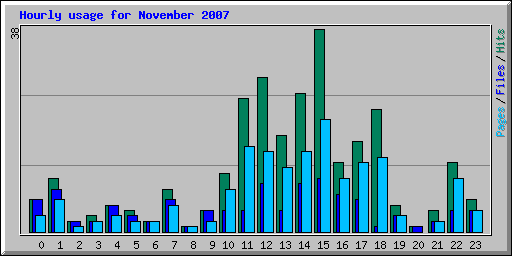 Hourly usage for November 2007
38
Pages/Files/Hits
0 1 2 3 4 5 6 7 8 9 10 11 12 13 14 15 16 17 18 19 20 21 22 23